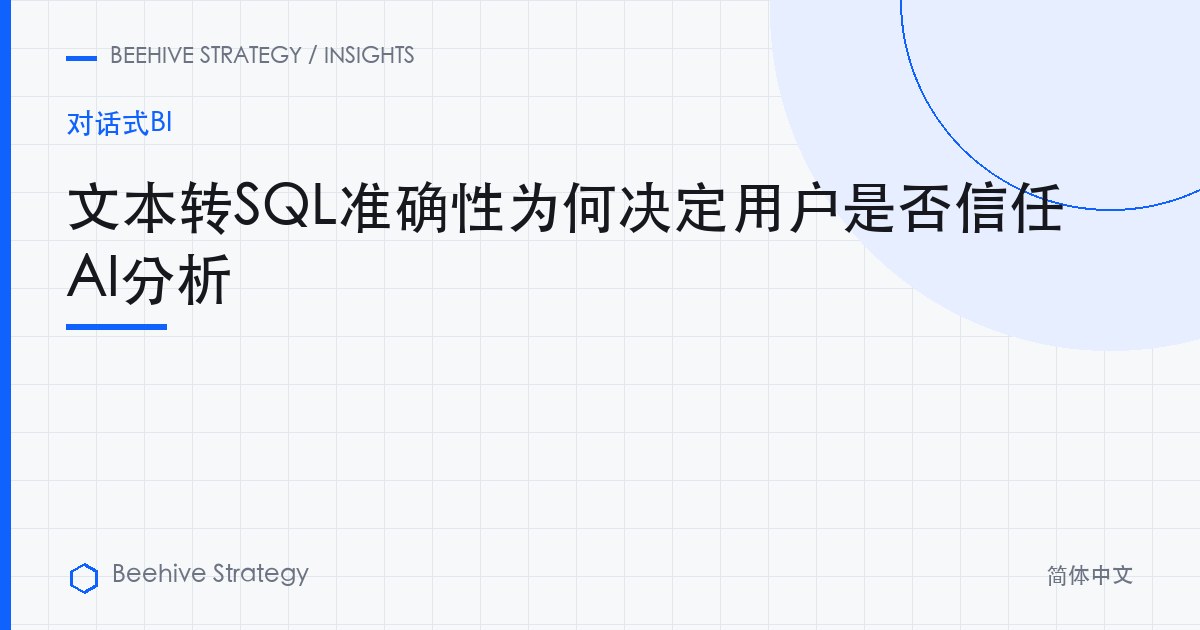 BEEHIVE STRATEGY / INSIGHTS
对话式BI
文本转SQL准确性为何决定用户是否信任
AI分析
Beehive Strategy
简体中文